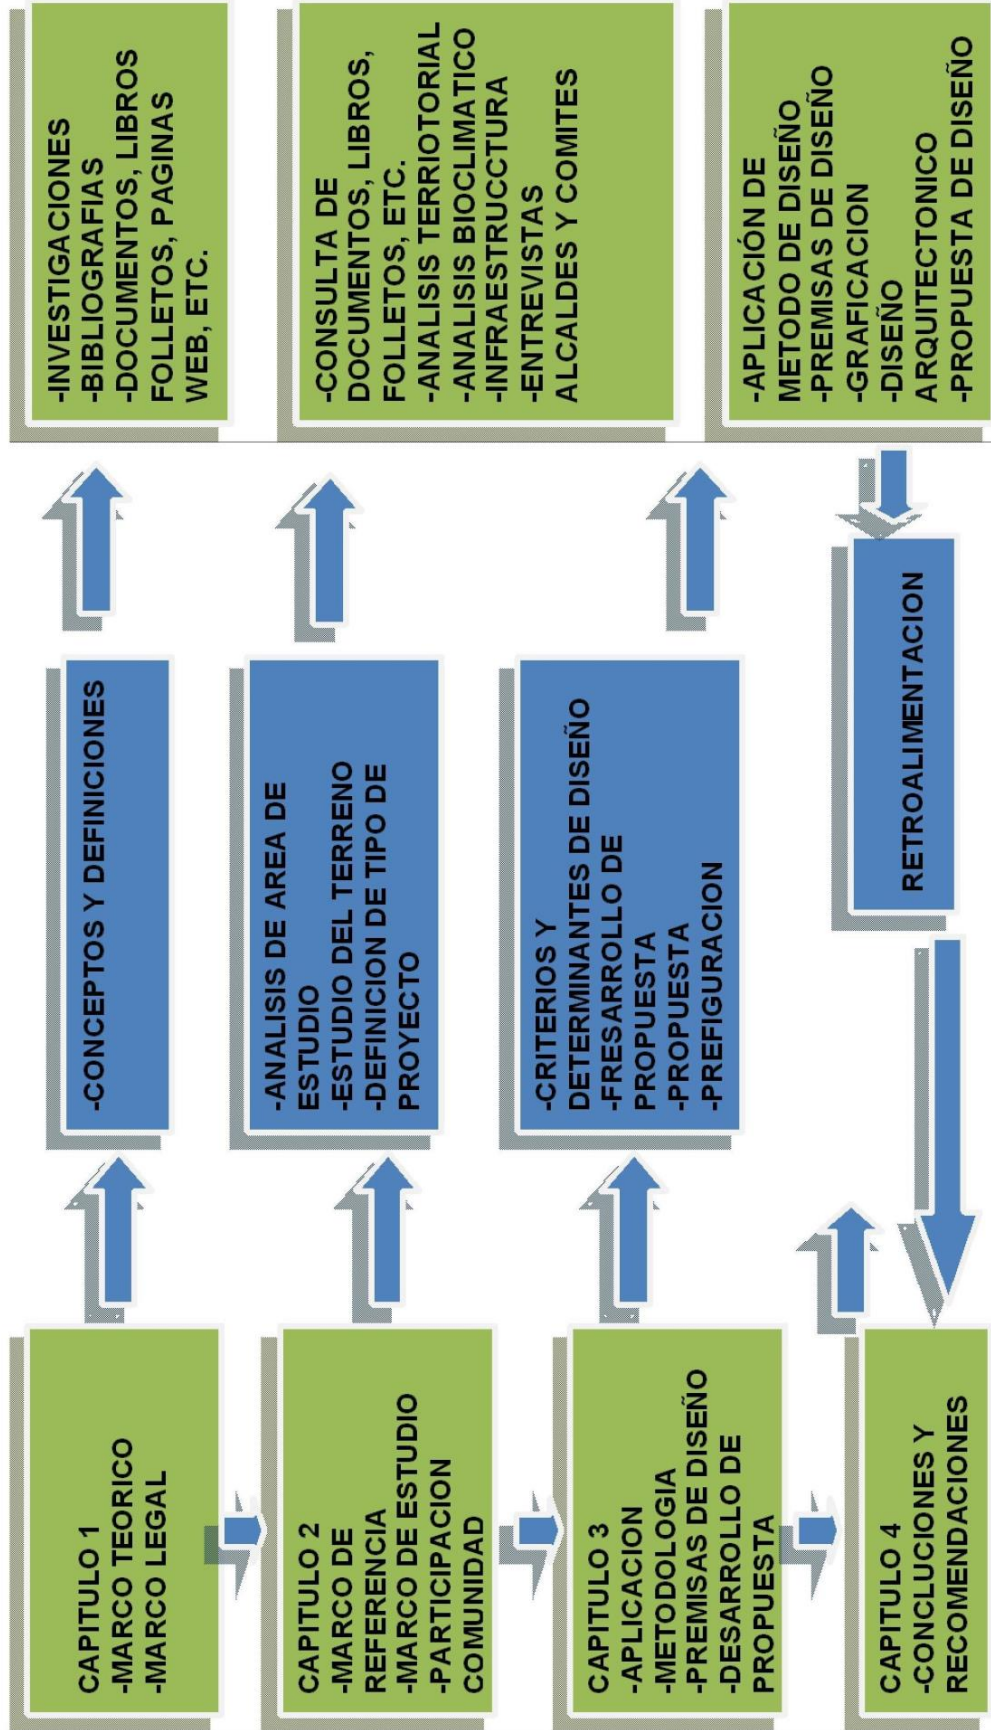 CAPITULO 1
-MARCO TEORICO
-MARCO LEGAL
-CONCEPTOS Y DEFINICIONES
-INVESTIGACIONES
-BIBLIOGRAFIAS
-DOCUMENTOS, LIBROS
FOLLETOS, PAGINAS
WEB, ETC.
CAPITULO 2
-MARCO DE
REFERENCIA
-MARCO DE ESTUDIO
-PARTICIPACION
COMUNIDAD
-ANALISIS DE AREA DE
ESTUDIO
-ESTUDIO DEL TERRENO
-DEFINICION DE TIPO DE
PROYECTO
-CONSULTA DE
DOCUMENTOS, LIBROS,
FOLLETOS, ETC.
-ANALISIS TERRIOTORIAL
-ANALISIS BIOCLIMATICO
-INFRAESTRUCCTURA
-ENTREVISTAS
ALCALDES Y COMITES
CAPITULO 3
-APLICACION
-METODOLOGIA
-PREMISAS DE DISEÑO
-DESARROLLO DE
PROPUESTA
-CRITERIOS Y
DETERMINANTES DE DISEÑO
-FRESARROLLO DE
PROPUESTA
-PROPUESTA
-PREFIGURACION
-APLICACIÓN DE
METODO DE DISEÑO
-PREMISAS DE DISEÑO
-GRAFICACION
-DISEÑO
ARQUITECTONICO
-PROPUESTA DE DISEÑO
CAPITULO 4
-CONCLUCIONES Y
RECOMENDACIONES
RETROALIMENTACION